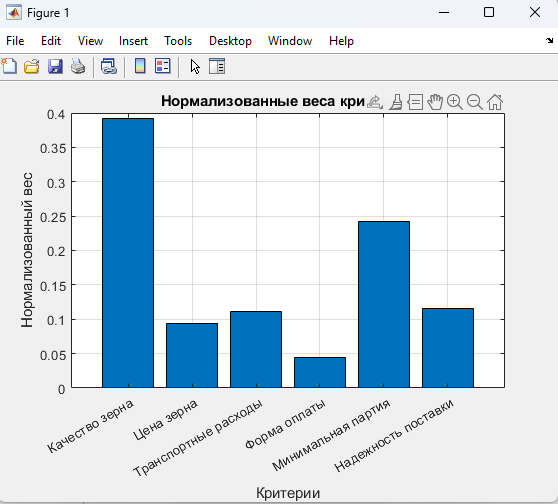 Figure 1
File Edit View Insert Tools Desktop Window Help
Нормализованные веса кри
0.4
0.35
0.3
0.25
0.2
0.15
0.1
0.05
0
Нормализованный вес
Качество зерна
Цена зерна
Транспортные расходы
Форма оплаты
Минимальная партия
Надежность поставки
Критерии